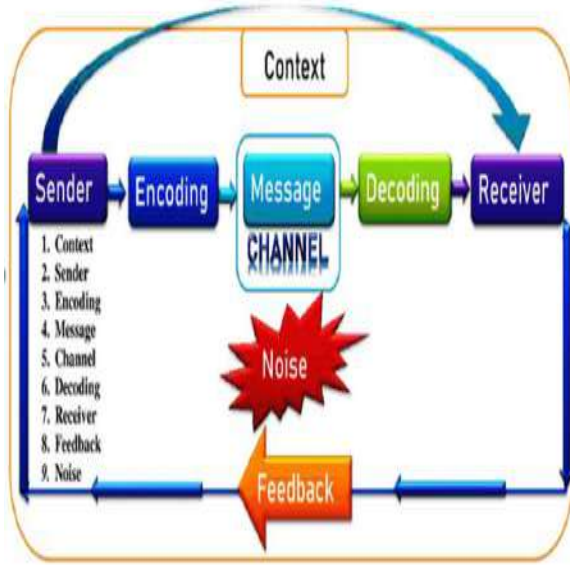 Context
Sender
Encoding
Message
Decoding
Receiver
CHANNEL
1. Context
2. Sender
3. Encoding
4. Message
5. Channel
6. Decoding
7. Receiver
8. Feedback
9. Noise
Noise
Feedback